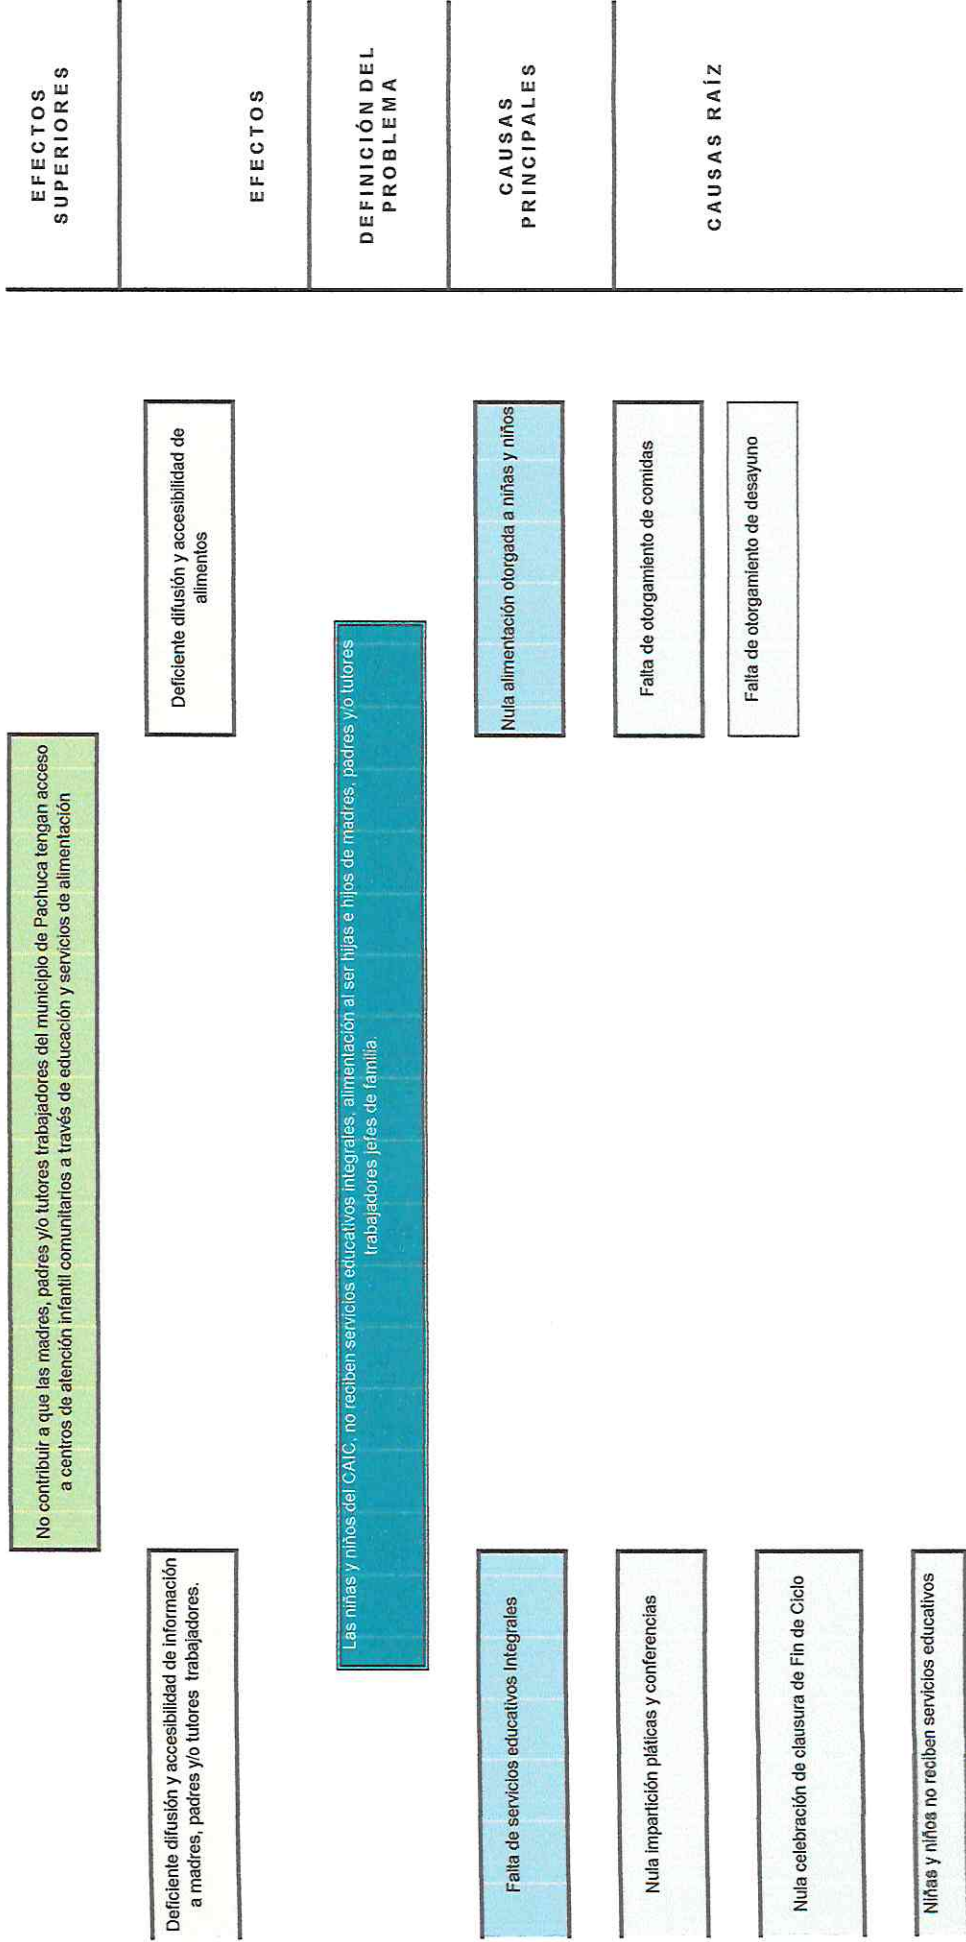 EFECTOS
SUPERIORES
No contribuir a que las madres, padres y/o tutores trabajadores del municipio de Pachuca tengan acceso
a centros de atención infantil comunitarios a través de educación y servicios de alimentación
EFECTOS
Deficiente difusión y accesibilidad de información
a madres, padres y/o tutores trabajadores.
Deficiente difusión y accesibilidad de
alimentos
DEFINICIÓN DEL
PROBLEMA
Las niñas y niños del CAIC, no reciben servicios educativos integrales, alimentación al ser hijas e hijos de madres, padres y/o tutores
trabajadores jefes de familia.
CAUSAS
PRINCIPALES
Falta de servicios educativos Integrales
Nula alimentación otorgada a niñas y niños
CAUSAS RAÍZ
Nula impartición pláticas y conferencias
Falta de otorgamiento de comidas
Nula celebración de clausura de Fin de Ciclo
Falta de otorgamiento de desayuno
Niñas y niños no reciben servicios educativos